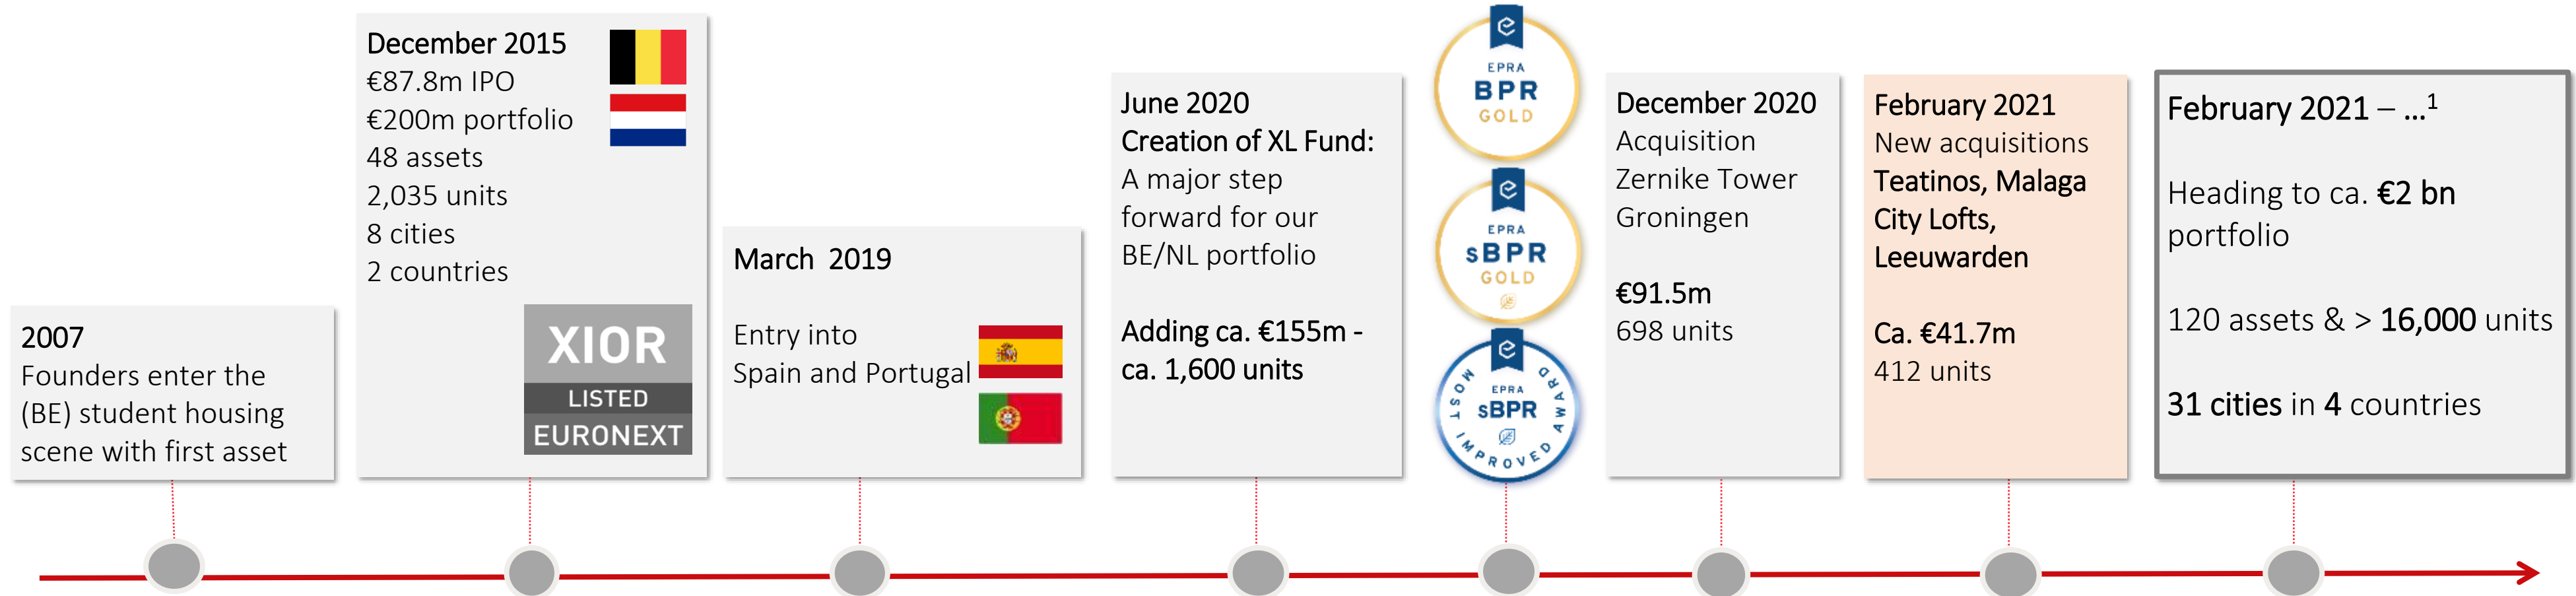 2007
Founders enter the
(BE) student housing
scene with first asset
December 2015
€87.8m IPO
€200m portfolio
48 assets
2,035 units
8 cities
2 countries
XIOR
LISTED
EURONEXT
March 2019
Entry into
Spain and Portugal
June 2020
Creation of XL Fund:
A major step
forward for our
BE/NL portfolio
Adding ca. €155m -
ca. 1,600 units
EPRA
BPR
GOLD
EPRA
sBPR
GOLD
EPRA
sBPR
MOST IMPROVED AWARD
December 2020
Acquisition
Zernike Tower
Groningen
€91.5m
698 units
February 2021
New acquisitions
Teatinos, Malaga
City Lofts,
Leeuwarden
Ca. €41.7m
412 units
February 2021 – ...¹
Heading to ca. €2 bn
portfolio
120 assets & > 16,000 units
31 cities in 4 countries